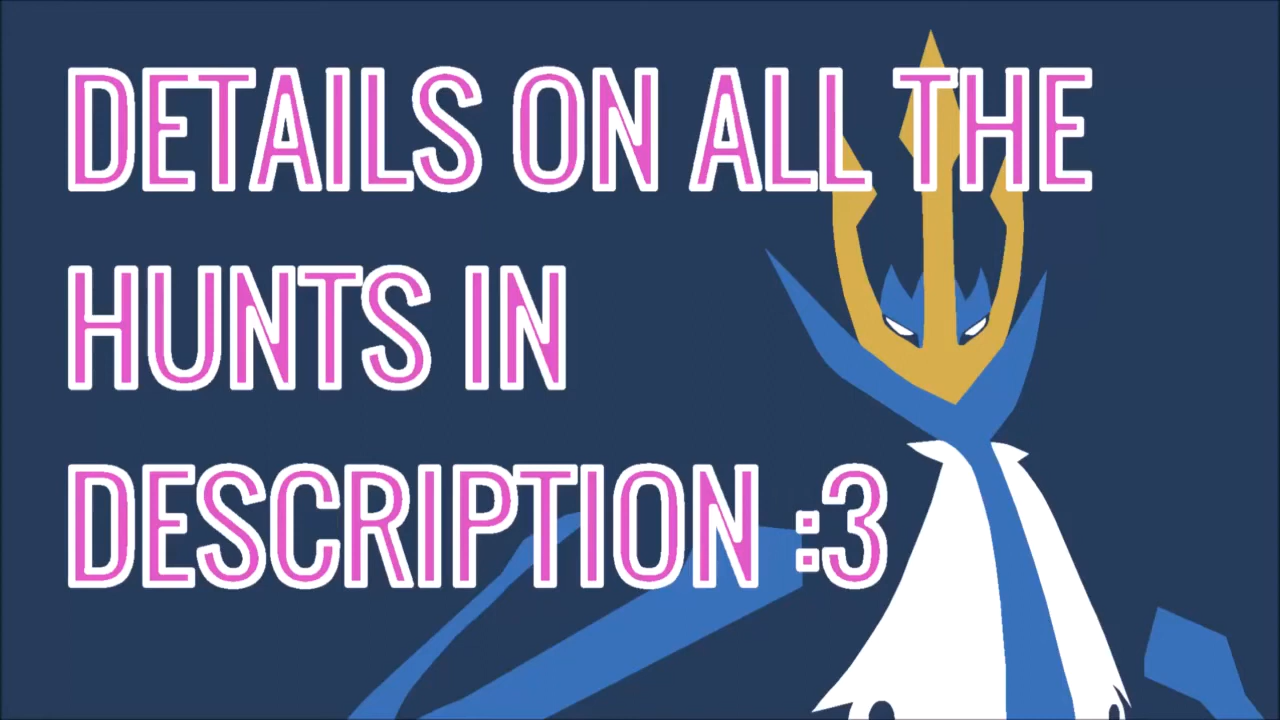 DETAILS ON ALL THE
HUNTS IN
DESCRIPTION :3